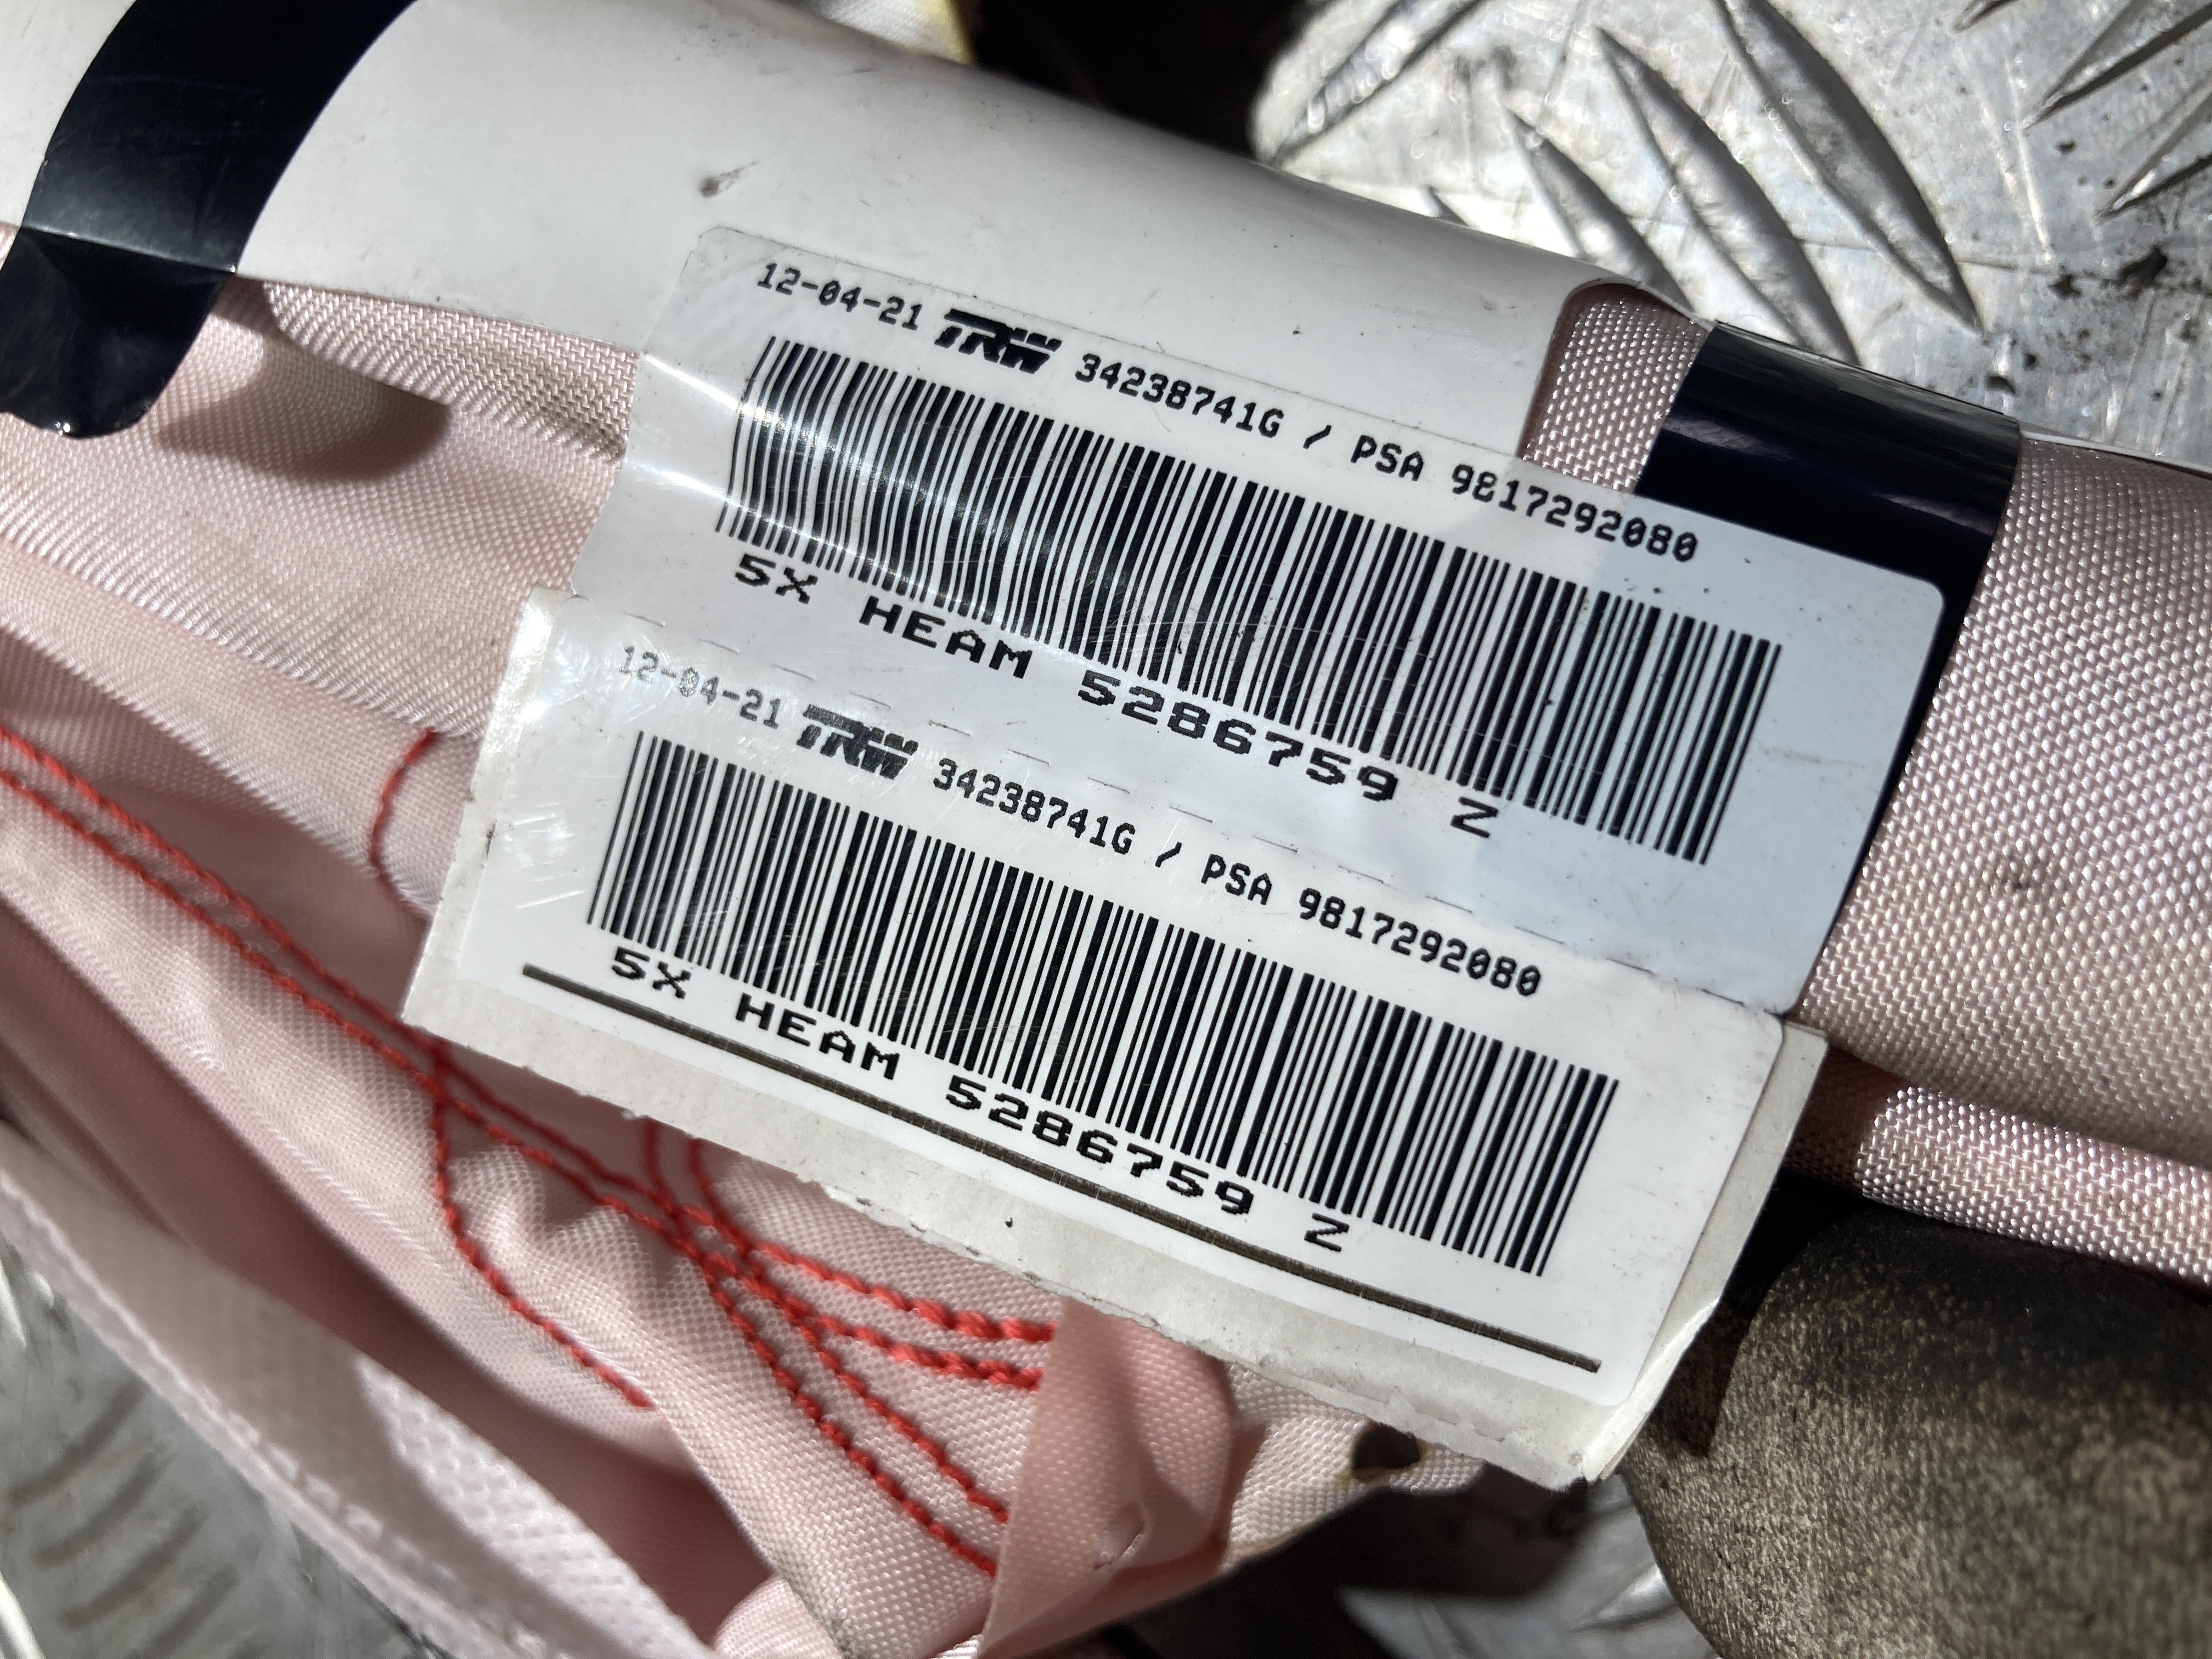 12-04-21 TRW 34238741G / PSA 9817292080
5X HEAM 5286759 Z
12-04-21 TRW 34238741G / PSA 9817292080
5X HEAM 5286759 Z